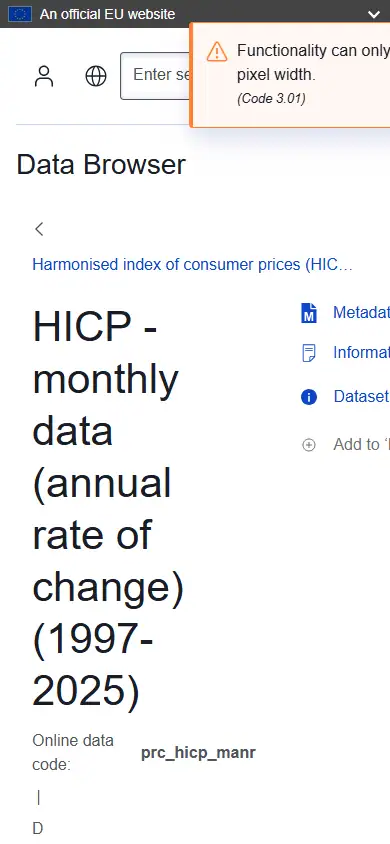 An official EU website
Functionality can only
pixel width.
(Code 3.01)
Enter se
Data Browser
Harmonised index of consumer prices (HIC…
HICP -
monthly
data
(annual
rate of
change)
(1997-
2025)
Metadat
Informat
Dataset
Add to ‘
Online data
code:
prc_hicp_manr
|
D